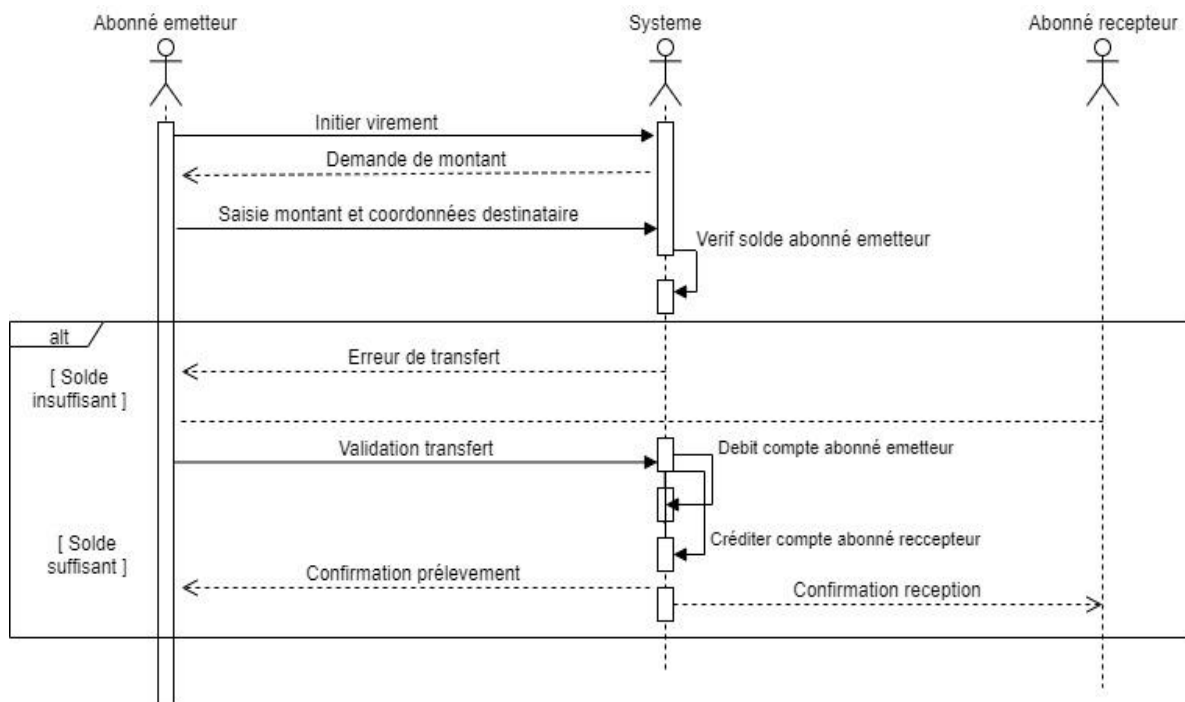 Abonné emetteur
Systeme
Abonné recepteur
Initier virement
Demande de montant
Saisie montant et coordonnées destinataire
Verif solde abonné emetteur
alt
Erreur de transfert
[ Solde
insuffisant ]
Validation transfert
Debit compte abonné emetteur
[ Solde
suffisant ]
Créditer compte abonné reccepteur
Confirmation prélevement
Confirmation reception